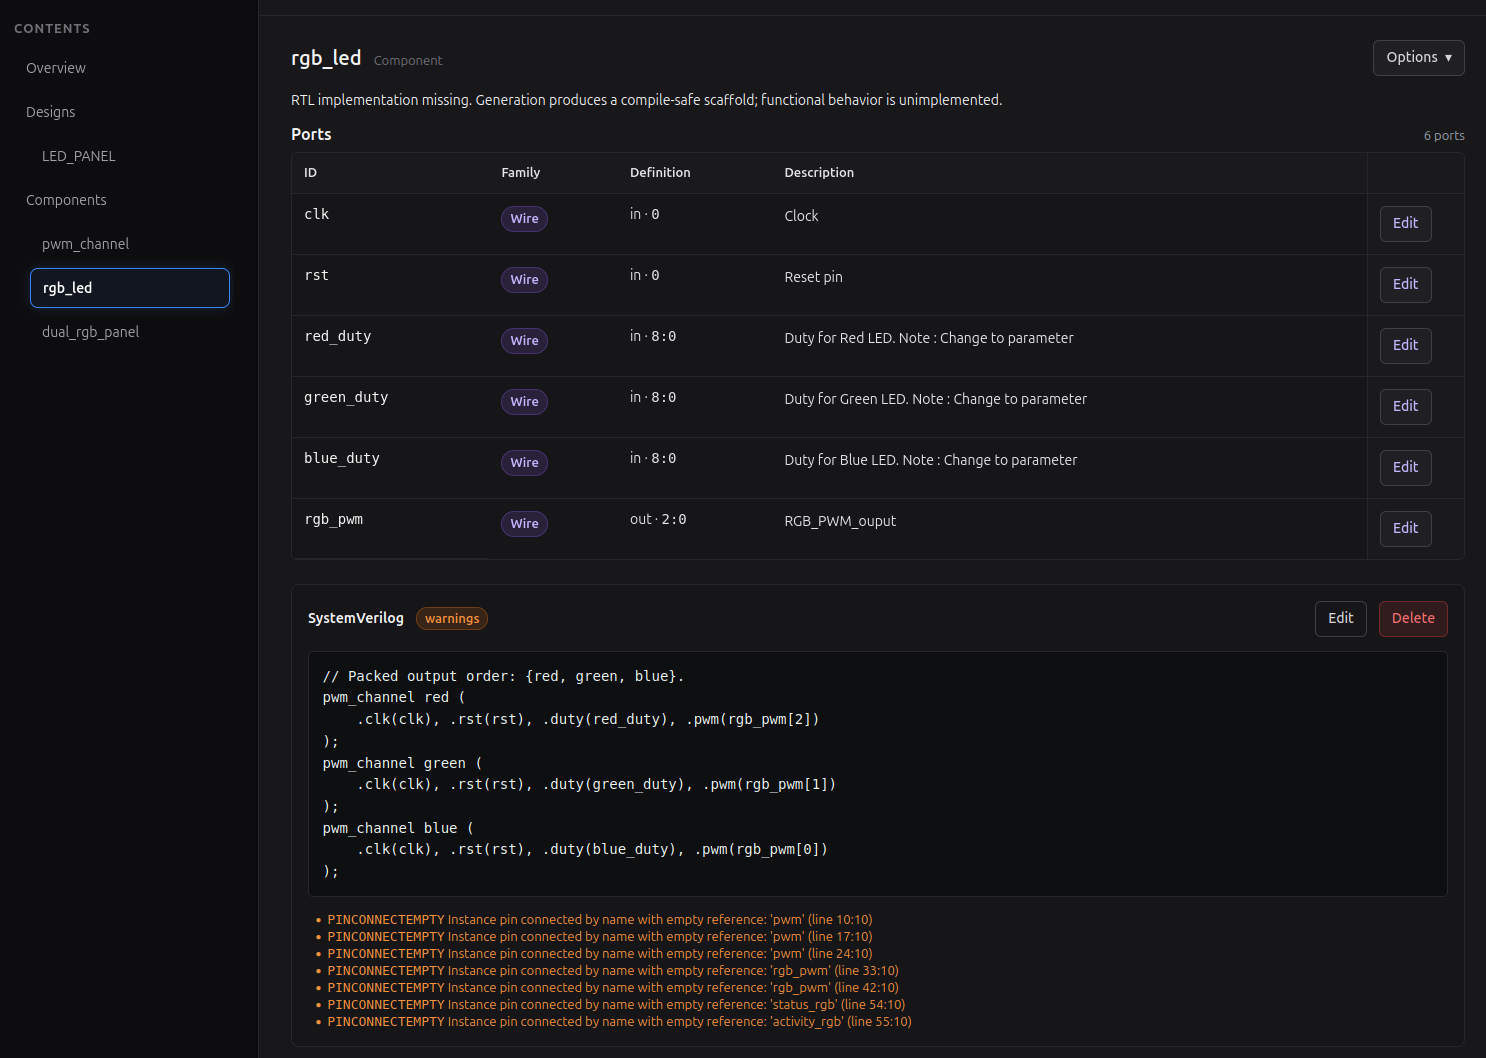 CONTENTS
Overview
Designs
LED_PANEL
Components
pwm_channel
rgb_led
dual_rgb_panel
rgb_led Component
Options ▾
RTL implementation missing. Generation produces a compile-safe scaffold; functional behavior is unimplemented.
Ports
6 ports
ID Family Definition Description
clk Wire in · 0 Clock Edit
rst Wire in · 0 Reset pin Edit
red_duty Wire in · 8:0 Duty for Red LED. Note : Change to parameter Edit
green_duty Wire in · 8:0 Duty for Green LED. Note : Change to parameter Edit
blue_duty Wire in · 8:0 Duty for Blue LED. Note : Change to parameter Edit
rgb_pwm Wire out · 2:0 RGB_PWM_ouput Edit
SystemVerilog warnings Edit Delete
// Packed output order: {red, green, blue}.
pwm_channel red (
    .clk(clk), .rst(rst), .duty(red_duty), .pwm(rgb_pwm[2])
);
pwm_channel green (
    .clk(clk), .rst(rst), .duty(green_duty), .pwm(rgb_pwm[1])
);
pwm_channel blue (
    .clk(clk), .rst(rst), .duty(blue_duty), .pwm(rgb_pwm[0])
);
• PINCONNECTEMPTY Instance pin connected by name with empty reference: 'pwm' (line 10:10)
• PINCONNECTEMPTY Instance pin connected by name with empty reference: 'pwm' (line 17:10)
• PINCONNECTEMPTY Instance pin connected by name with empty reference: 'pwm' (line 24:10)
• PINCONNECTEMPTY Instance pin connected by name with empty reference: 'rgb_pwm' (line 33:10)
• PINCONNECTEMPTY Instance pin connected by name with empty reference: 'rgb_pwm' (line 42:10)
• PINCONNECTEMPTY Instance pin connected by name with empty reference: 'status_rgb' (line 54:10)
• PINCONNECTEMPTY Instance pin connected by name with empty reference: 'activity_rgb' (line 55:10)